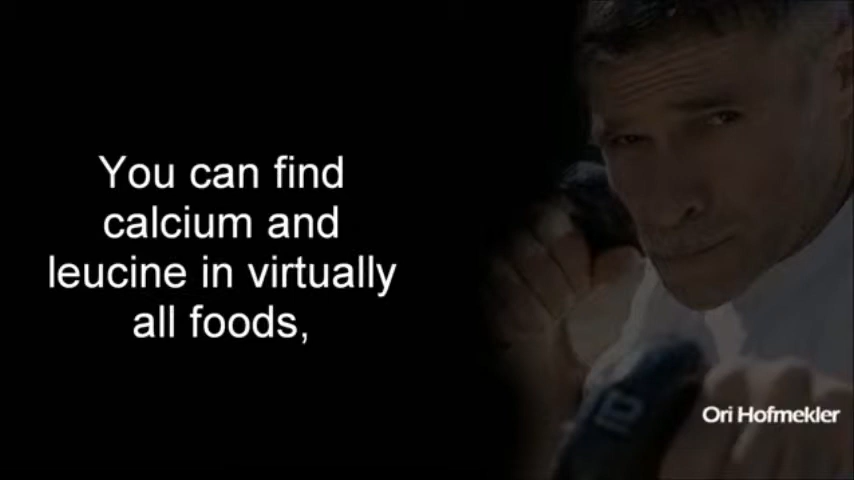 You can find
calcium and
leucine in virtually
all foods,
Ori Hofmekler